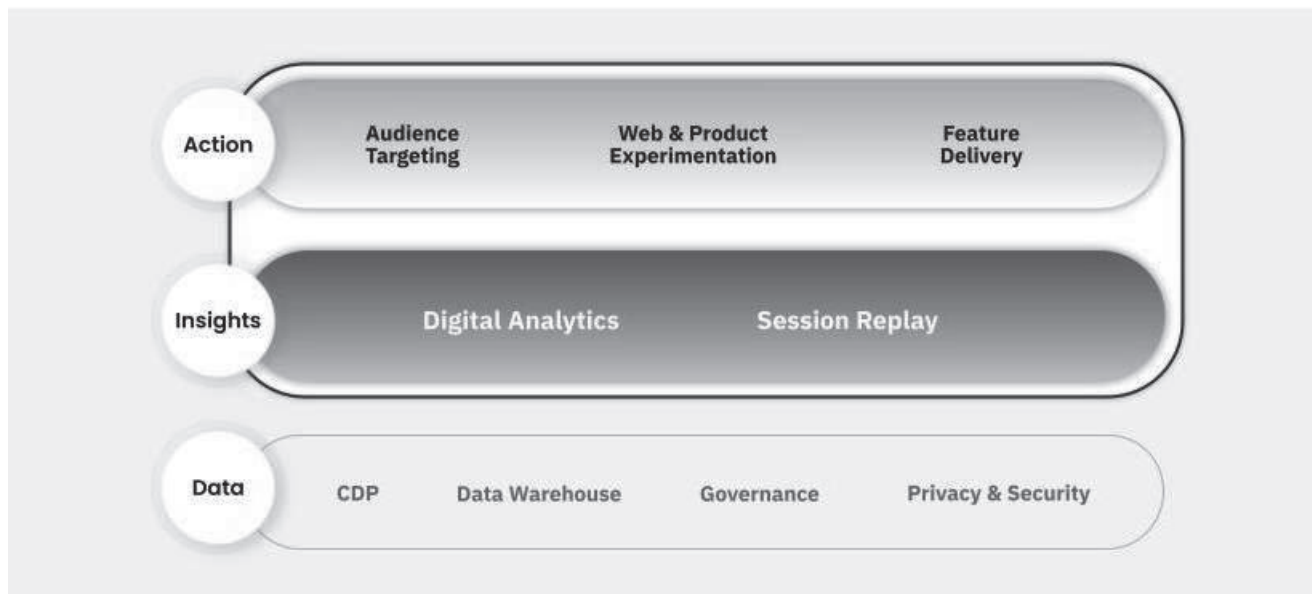 Action
Audience
Targeting
Web & Product
Experimentation
Feature
Delivery
Insights
Digital Analytics
Session Replay
Data
CDP
Data Warehouse
Governance
Privacy & Security